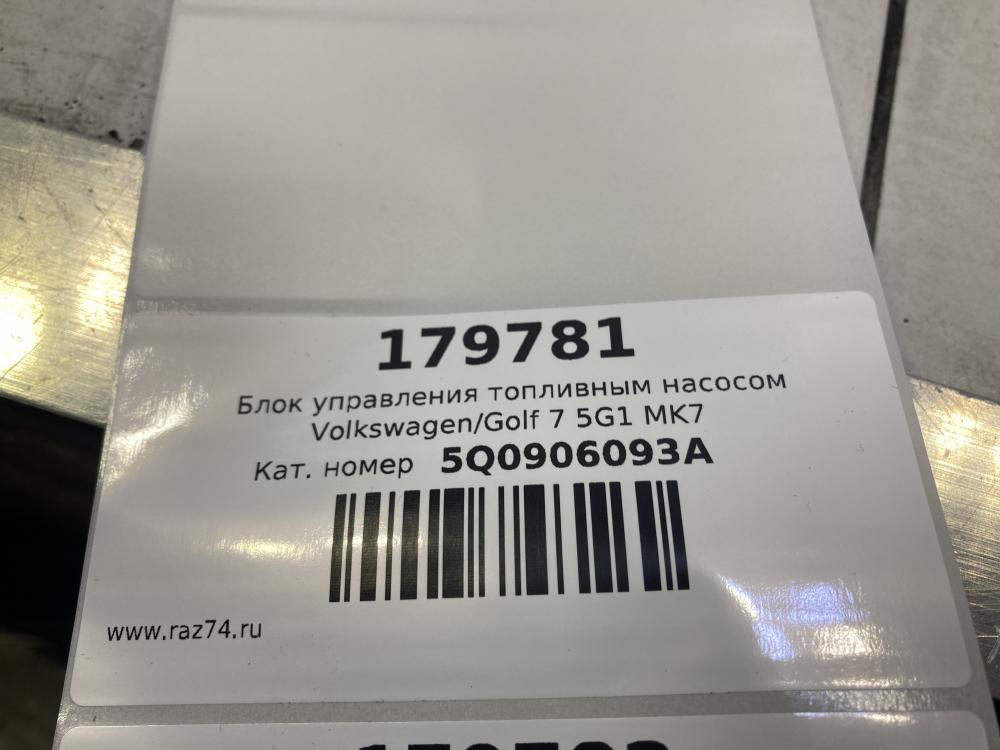 179781
Блок управления топливным насосом
Volkswagen/Golf 7 5G1 MK7
Кат. номер 5Q0906093A
www.raz74.ru